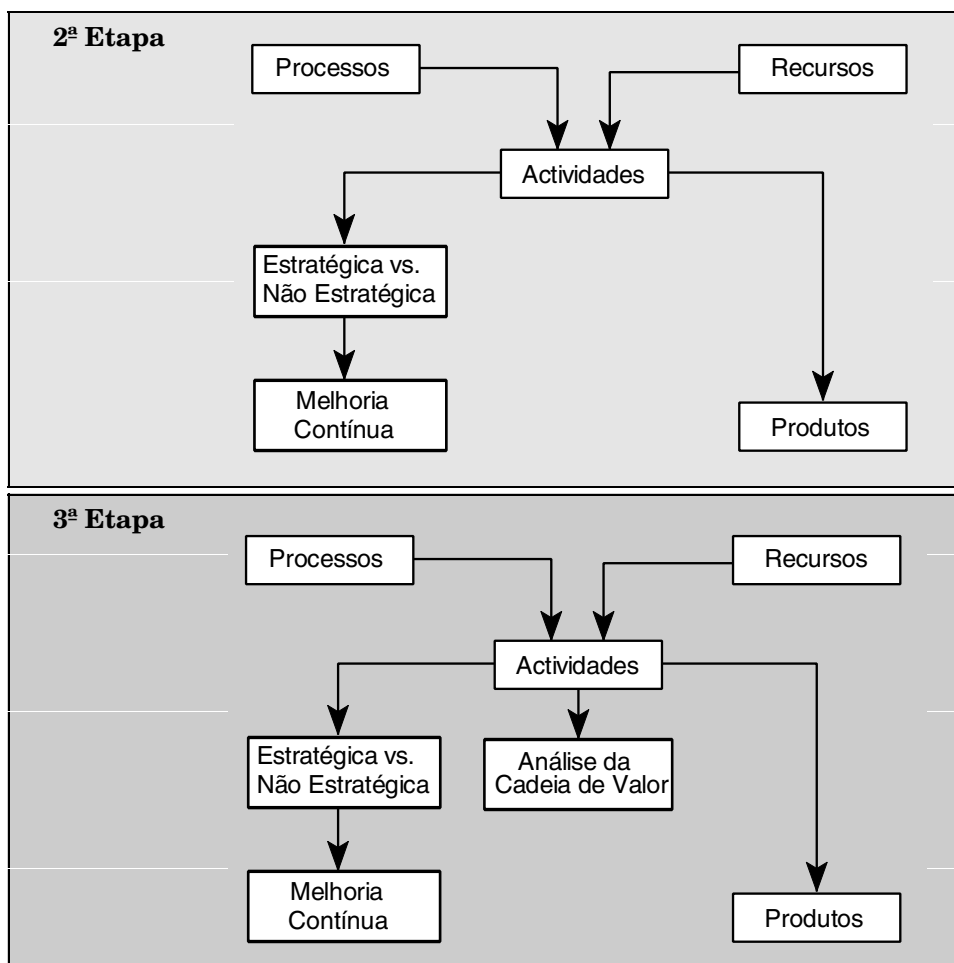 2ª Etapa
Processos
Recursos
Actividades
Estratégica vs.
Não Estratégica
Melhoria
Contínua
Produtos
3ª Etapa
Processos
Recursos
Actividades
Estratégica vs.
Não Estratégica
Análise da
Cadeia de Valor
Melhoria
Contínua
Produtos